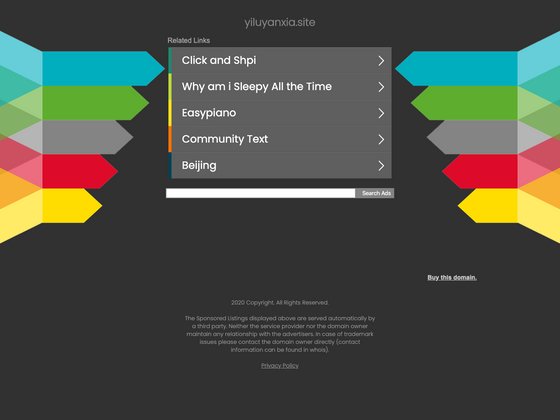 yiluyanxia.site
Related Links
Click and Shpi
Why am i Sleepy All the Time
Easypiano
Community Text
Beijing
Search Ads
Buy this domain.
2020 Copyright. All Rights Reserved.
The Sponsored Listings displayed above are served automatically by
a third party. Neither the service provider nor the domain owner
maintain any relationship with the advertisers. In case of trademark
issues please contact the domain owner directly (contact
information can be found in whois).
Privacy Policy